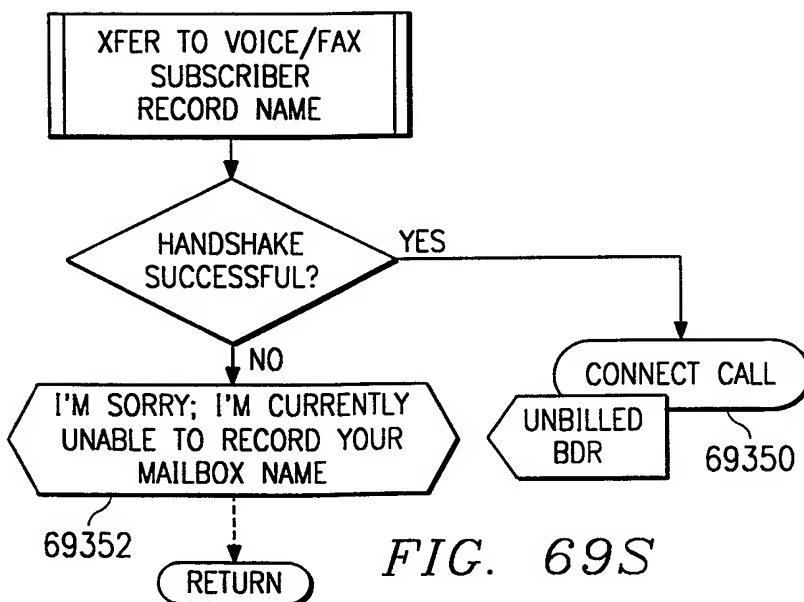 XFER TO VOICE/FAX
SUBSCRIBER
RECORD NAME
HANDSHAKE
SUCCESSFUL?
YES
NO
CONNECT CALL
UNBILLED
BDR
69350
I'M SORRY; I'M CURRENTLY
UNABLE TO RECORD YOUR
MAILBOX NAME
69352
RETURN
FIG. 69S